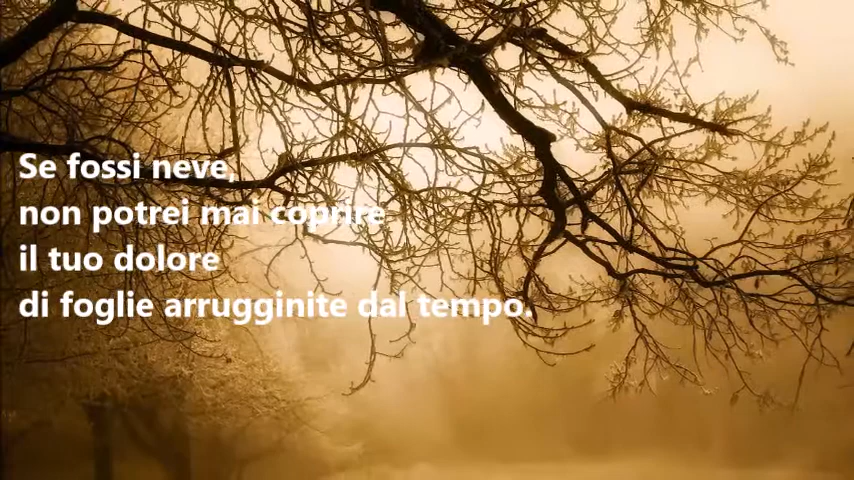 Se fossi neve,
non potrei mai coprire
il tuo dolore
di foglie arrugginite dal tempo.